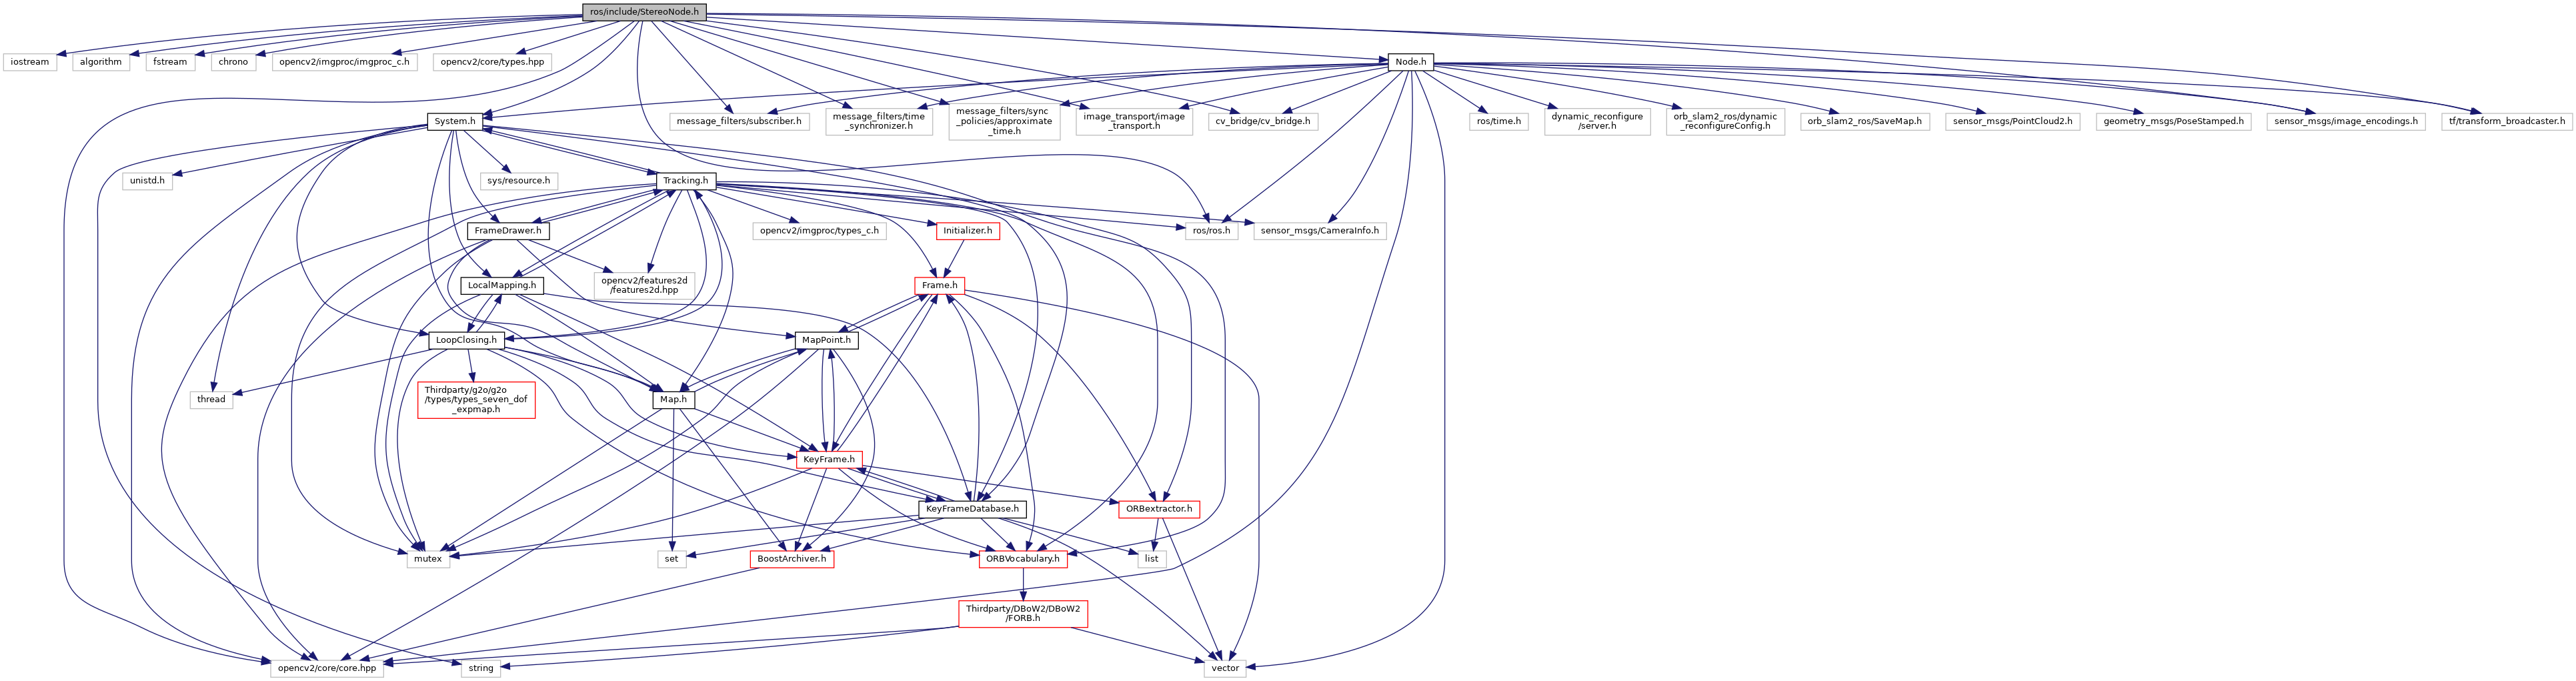 ros/include/StereoNode.h
iostream
algorithm
fstream
chrono
opencv2/imgproc/imgproc_c.h
opencv2/core/types.hpp
Node.h
System.h
message_filters/subscriber.h
message_filters/time
_synchronizer.h
message_filters/sync
_policies/approximate
_time.h
image_transport/image
_transport.h
cv_bridge/cv_bridge.h
ros/time.h
dynamic_reconfigure
/server.h
orb_slam2_ros/dynamic
_reconfigureConfig.h
orb_slam2_ros/SaveMap.h
sensor_msgs/PointCloud2.h
geometry_msgs/PoseStamped.h
sensor_msgs/image_encodings.h
tf/transform_broadcaster.h
unistd.h
sys/resource.h
Tracking.h
FrameDrawer.h
opencv2/imgproc/types_c.h
Initializer.h
ros/ros.h
sensor_msgs/CameraInfo.h
LocalMapping.h
opencv2/features2d
/features2d.hpp
Frame.h
LoopClosing.h
MapPoint.h
thread
Thirdparty/g2o/g2o
/types/types_seven_dof
_expmap.h
Map.h
KeyFrame.h
KeyFrameDatabase.h
ORBextractor.h
mutex
set
BoostArchiver.h
ORBVocabulary.h
list
Thirdparty/DBoW2/DBoW2
/FORB.h
opencv2/core/core.hpp
string
vector